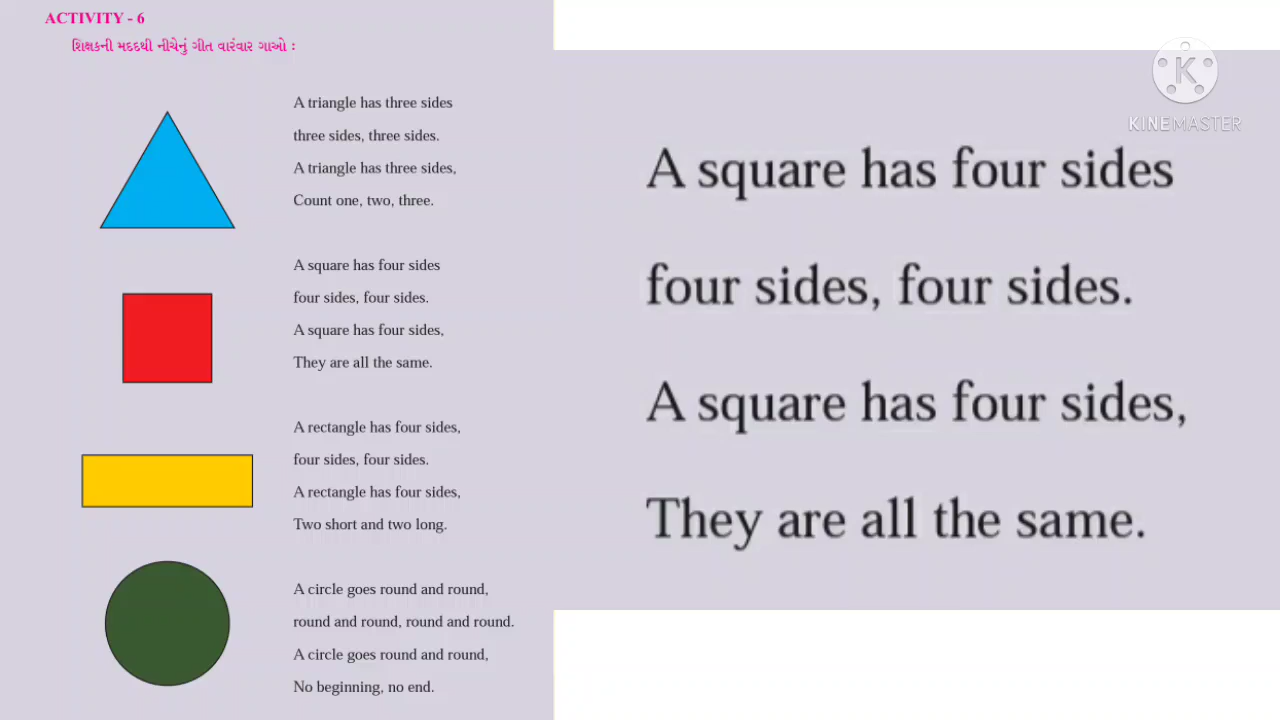 ACTIVITY - 6
શિક્ષકની મદદથી નીચેનું ગીત વારંવાર ગાઓ :
A triangle has three sides
three sides, three sides.
A triangle has three sides,
Count one, two, three.
A square has four sides
four sides, four sides.
A square has four sides,
They are all the same.
A rectangle has four sides,
four sides, four sides.
A rectangle has four sides,
Two short and two long.
A circle goes round and round,
round and round, round and round.
A circle goes round and round,
No beginning, no end.
K
KINEMASTER
A square has four sides
four sides, four sides.
A square has four sides,
They are all the same.